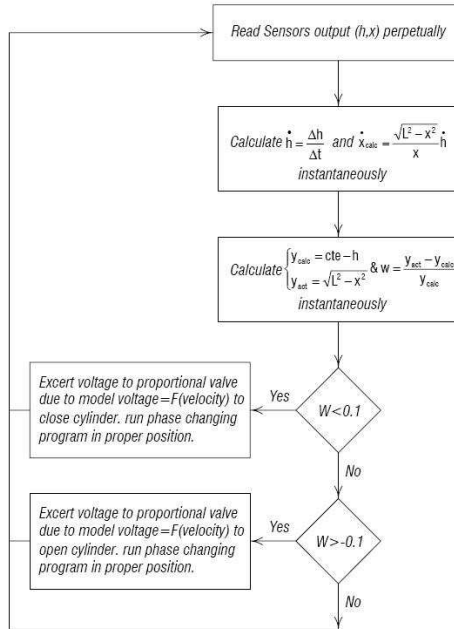 Read Sensors output (h,x) perpetually
Calculate ḣ = Δh/Δt and ẋcalc = √(L² − x²)/x ḣ
instantaneously
Calculate { ycalc = cte − h
yact = √(L² − x²) & w = (yact − ycalc)/ycalc
instantaneously
Excert voltage to proportional valve
due to model voltage=F(velocity) to
close cylinder. run phase changing
program in proper position.
Yes
W<0.1
No
Excert voltage to proportional valve
due to model voltage=F(velocity) to
open cylinder. run phase changing
program in proper position.
Yes
W>-0.1
No